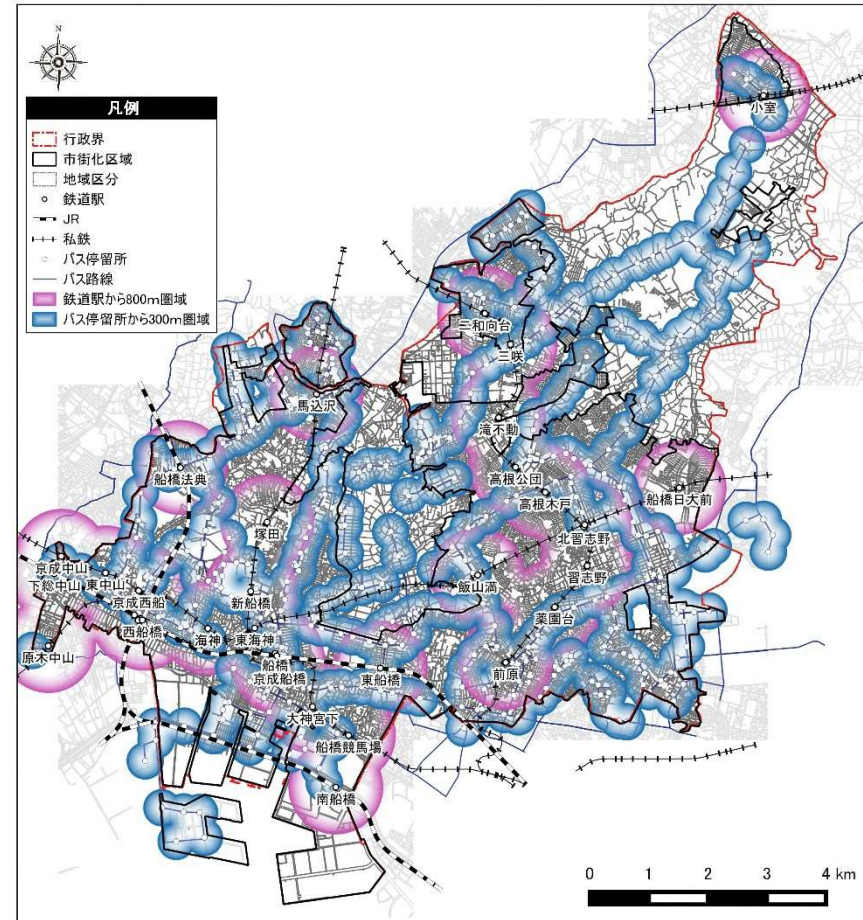 凡例
行政界
市街化区域
地域区分
鉄道駅
JR
私鉄
バス停留所
バス路線
鉄道駅から800m圏域
バス停留所から300m圏域
小室
三和向台
三咲
馬込沢
滝不動
船橋法典
高根公団
船橋日大前
高根木戸
塚田
北習志野
京成中山
習志野
下総中山
東中山
飯山満
京成西船
新船橋
薬園台
西船橋
海神
東海神
原木中山
船橋
東船橋
前原
京成船橋
大神宮下
船橋競馬場
南船橋
0 1 2 3 4 km